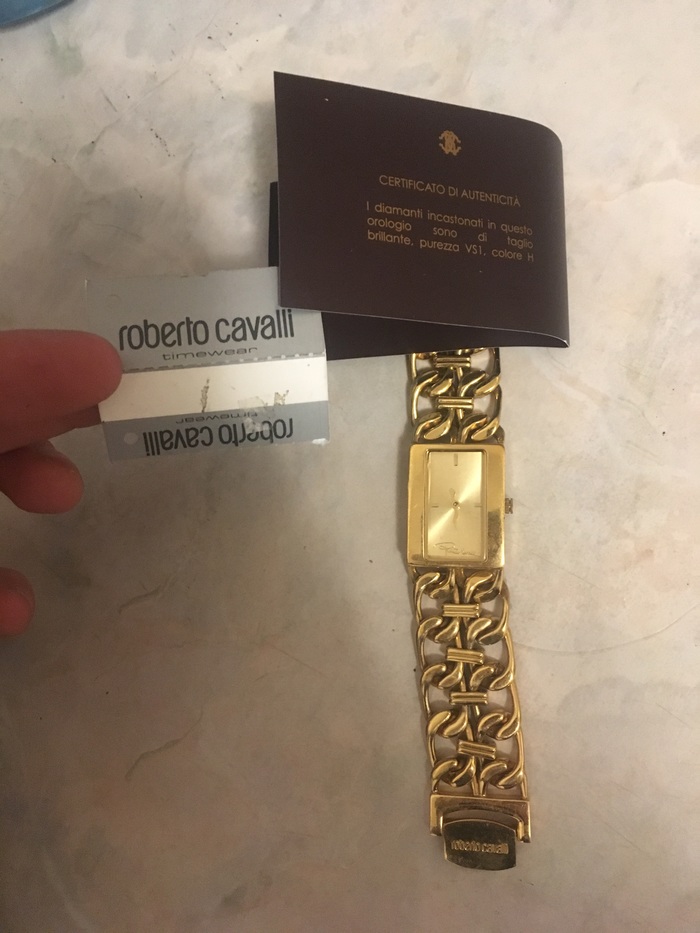 CERTIFICATO DI AUTENTICITÀ
I diamanti incastonati in questo
orologio sono di taglio
brillante, purezza VS1, colore H
roberto cavalli
timewear
timewear
roberto cavalli
roberto cavalli